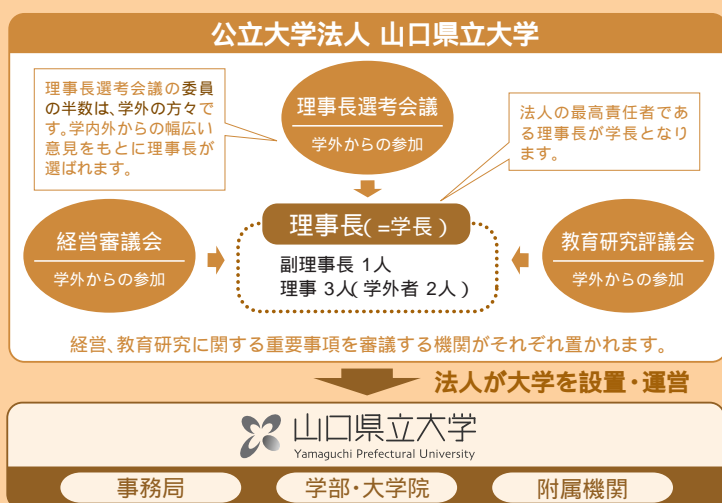 公立大学法人 山口県立大学
理事長選考会議の委員
の半数は、学外の方々で
す。学内外からの幅広い
意見をもとに理事長が
選ばれます。
理事長選考会議
学外からの参加
法人の最高責任者であ
る理事長が学長となり
ます。
経営審議会
学外からの参加
理事長(=学長)
副理事長 1人
理事 3人(学外者 2人)
教育研究評議会
学外からの参加
経営、教育研究に関する重要事項を審議する機関がそれぞれ置かれます。
法人が大学を設置・運営
山口県立大学
Yamaguchi Prefectural University
事務局
学部・大学院
附属機関